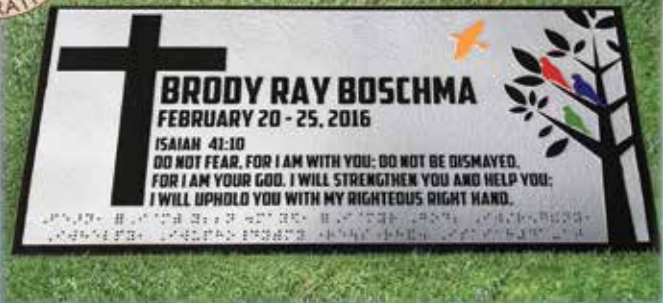 RATI
BRODY RAY BOSCHMA
FEBRUARY 20 - 25, 2016
ISAIAH 41:10
DO NOT FEAR, FOR I AM WITH YOU; DO NOT BE DISMAYED,
FOR I AM YOUR GOD. I WILL STRENGTHEN YOU AND HELP YOU;
I WILL UPHOLD YOU WITH MY RIGHTEOUS RIGHT HAND.